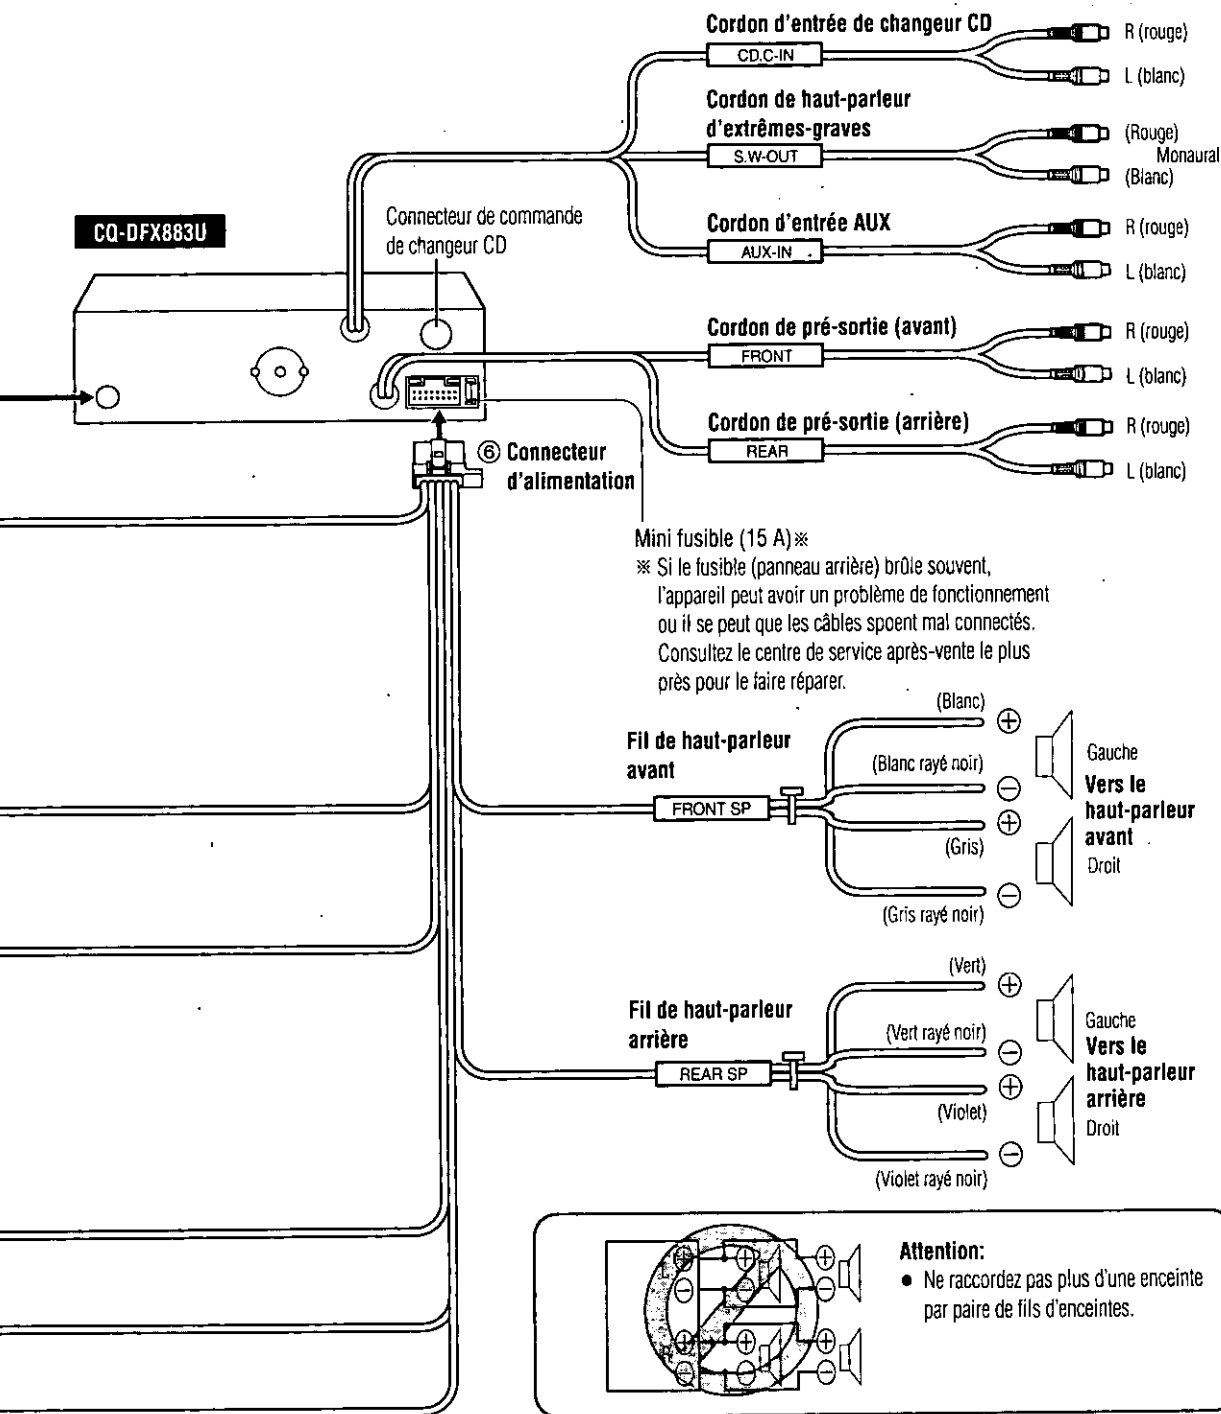 Cordon d'entrée de changeur CD
CD.C-IN
R (rouge)
L (blanc)
Cordon de haut-parleur
d'extrêmes-graves
S.W-OUT
(Rouge)
Monaural
(Blanc)
CQ-DFX883U
Connecteur de commande
de changeur CD
Cordon d'entrée AUX
AUX-IN
R (rouge)
L (blanc)
Cordon de pré-sortie (avant)
FRONT
R (rouge)
L (blanc)
Cordon de pré-sortie (arrière)
REAR
R (rouge)
L (blanc)
⑥ Connecteur
d'alimentation
Mini fusible (15 A)※
※ Si le fusible (panneau arrière) brûle souvent,
l'appareil peut avoir un problème de fonctionnement
ou il se peut que les câbles spoent mal connectés.
Consultez le centre de service après-vente le plus
près pour le faire réparer.
Fil de haut-parleur
avant
FRONT SP
(Blanc)
⊕
(Blanc rayé noir)
⊖
⊕
(Gris)
⊖
(Gris rayé noir)
Gauche
Vers le
haut-parleur
avant
Droit
Fil de haut-parleur
arrière
REAR SP
(Vert)
⊕
(Vert rayé noir)
⊖
⊕
(Violet)
⊖
(Violet rayé noir)
Gauche
Vers le
haut-parleur
arrière
Droit
L
⊕ ⊕ ⊕
⊖ ⊖ ⊖
R
⊕ ⊕ ⊕
⊖ ⊖ ⊖
Attention:
● Ne raccordez pas plus d'une enceinte
par paire de fils d'enceintes.